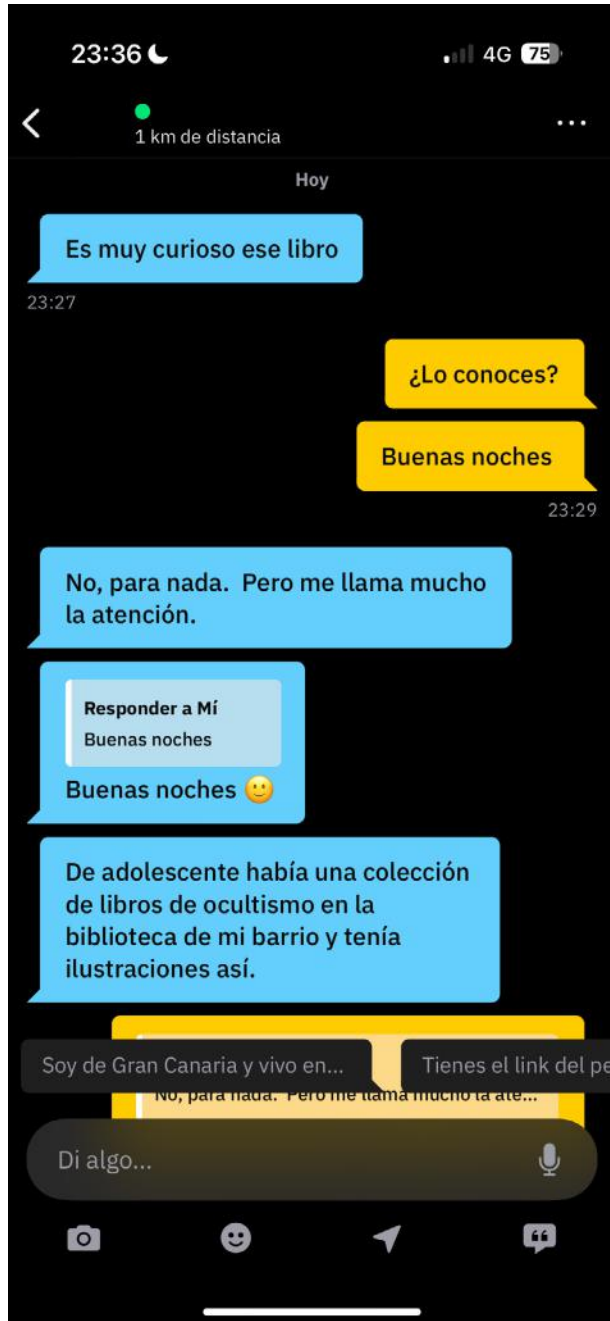 23:36
4G 75
1 km de distancia
Hoy
Es muy curioso ese libro
23:27
¿Lo conoces?
Buenas noches
23:29
No, para nada. Pero me llama mucho
la atención.
Responder a Mí
Buenas noches
Buenas noches 🙂
De adolescente había una colección
de libros de ocultismo en la
biblioteca de mi barrio y tenía
ilustraciones así.
Soy de Gran Canaria y vivo en...
Tienes el link del pe
No, para nada. Pero me llama mucho la ate...
Di algo...